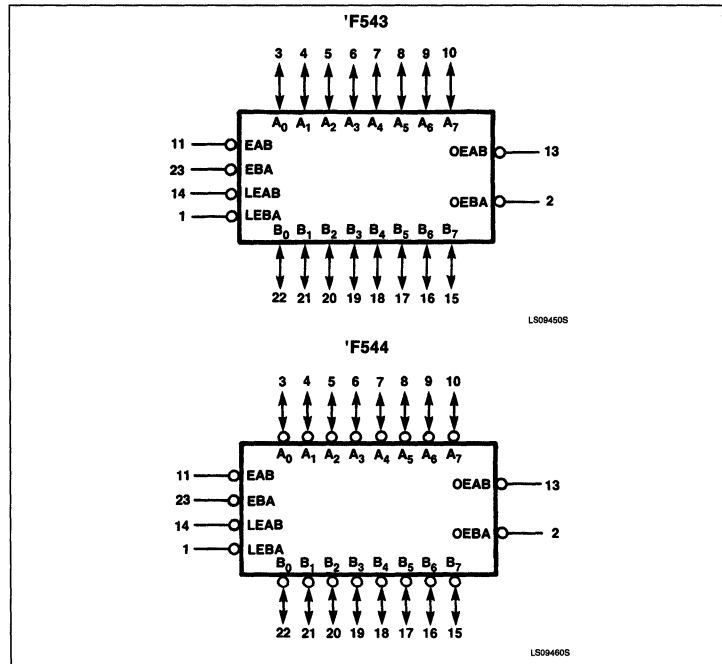 'F543
3 4 5 6 7 8 9 10
A0 A1 A2 A3 A4 A5 A6 A7
11 EAB
OEAB 13
23 EBA
14 LEAB
OEBA 2
1 LEBA
B0 B1 B2 B3 B4 B5 B6 B7
22 21 20 19 18 17 16 15
LS09450S
'F544
3 4 5 6 7 8 9 10
A0 A1 A2 A3 A4 A5 A6 A7
11 EAB
OEAB 13
23 EBA
14 LEAB
OEBA 2
1 LEBA
B0 B1 B2 B3 B4 B5 B6 B7
22 21 20 19 18 17 16 15
LS09460S